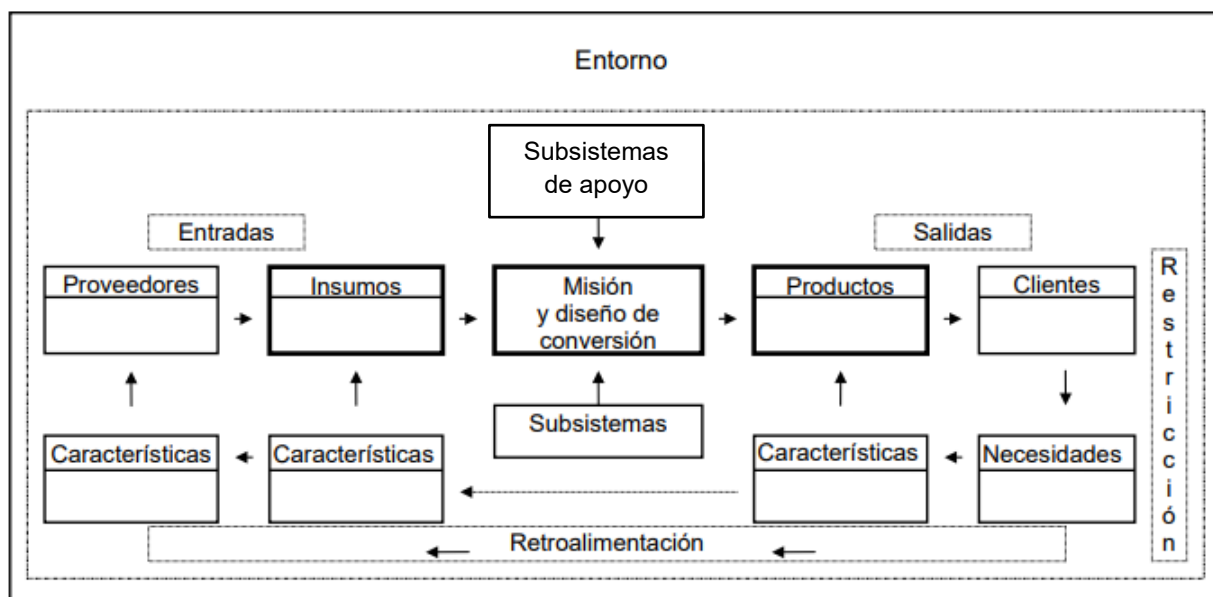 Entorno
Subsistemas
de apoyo
Entradas
Salidas
Proveedores
Insumos
Misión
y diseño de
conversión
Productos
Clientes
Restricción
Subsistemas
Características
Características
Características
Necesidades
Retroalimentación